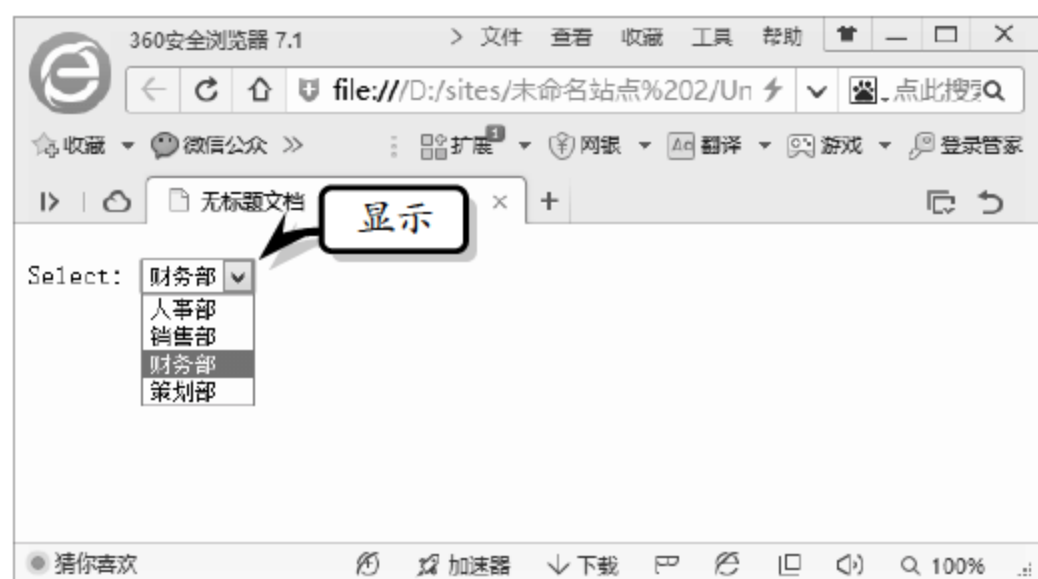 360安全浏览器 7.1 > 文件 查看 收藏 工具 帮助
file:///D:/sites/未命名站点%202/Un 点此搜索
收藏 微信公众 >> 扩展 1 网银 翻译 游戏 登录管家
无标题文档 × +
显示
Select: 财务部
人事部
销售部
财务部
策划部
猜你喜欢 加速器 下载 100%